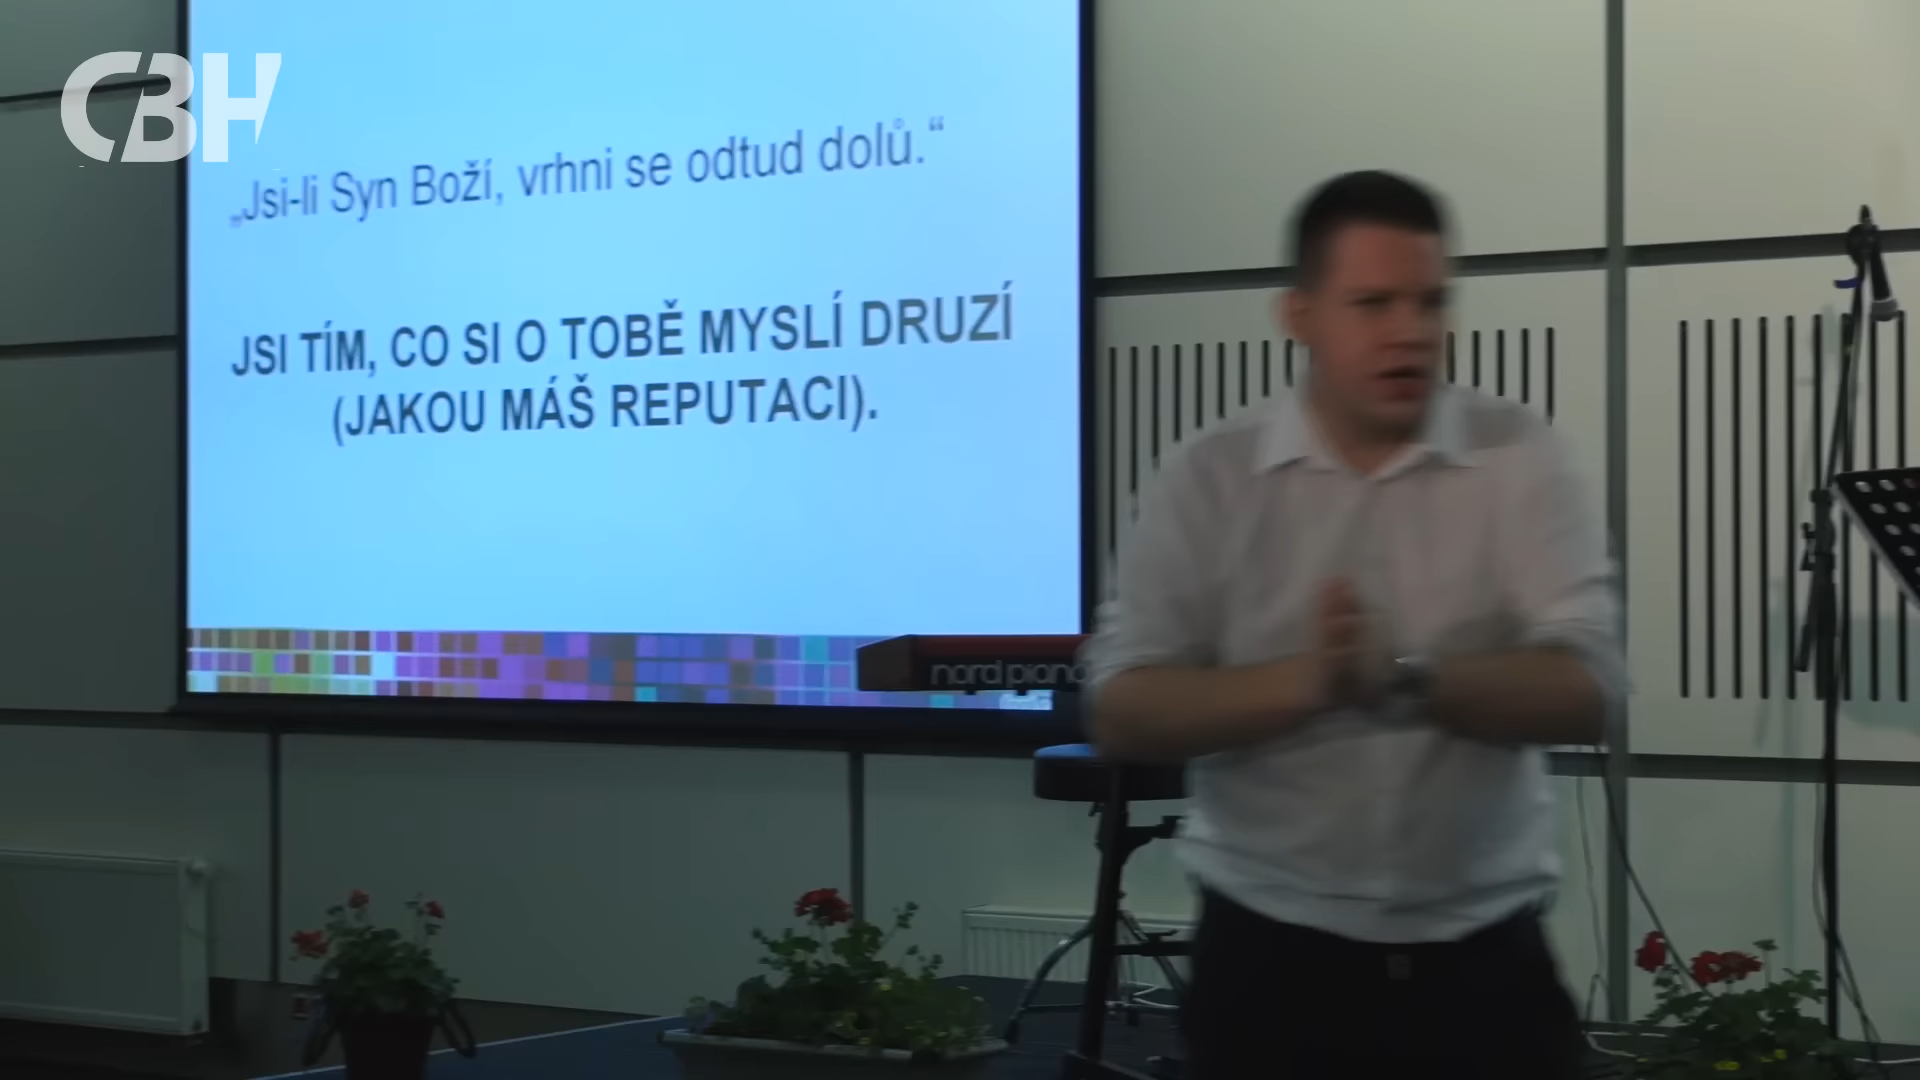 CBH
„Jsi-li Syn Boží, vrhni se odtud dolů.“
JSI TÍM, CO SI O TOBĚ MYSLÍ DRUZÍ
(JAKOU MÁŠ REPUTACI).
nord piano